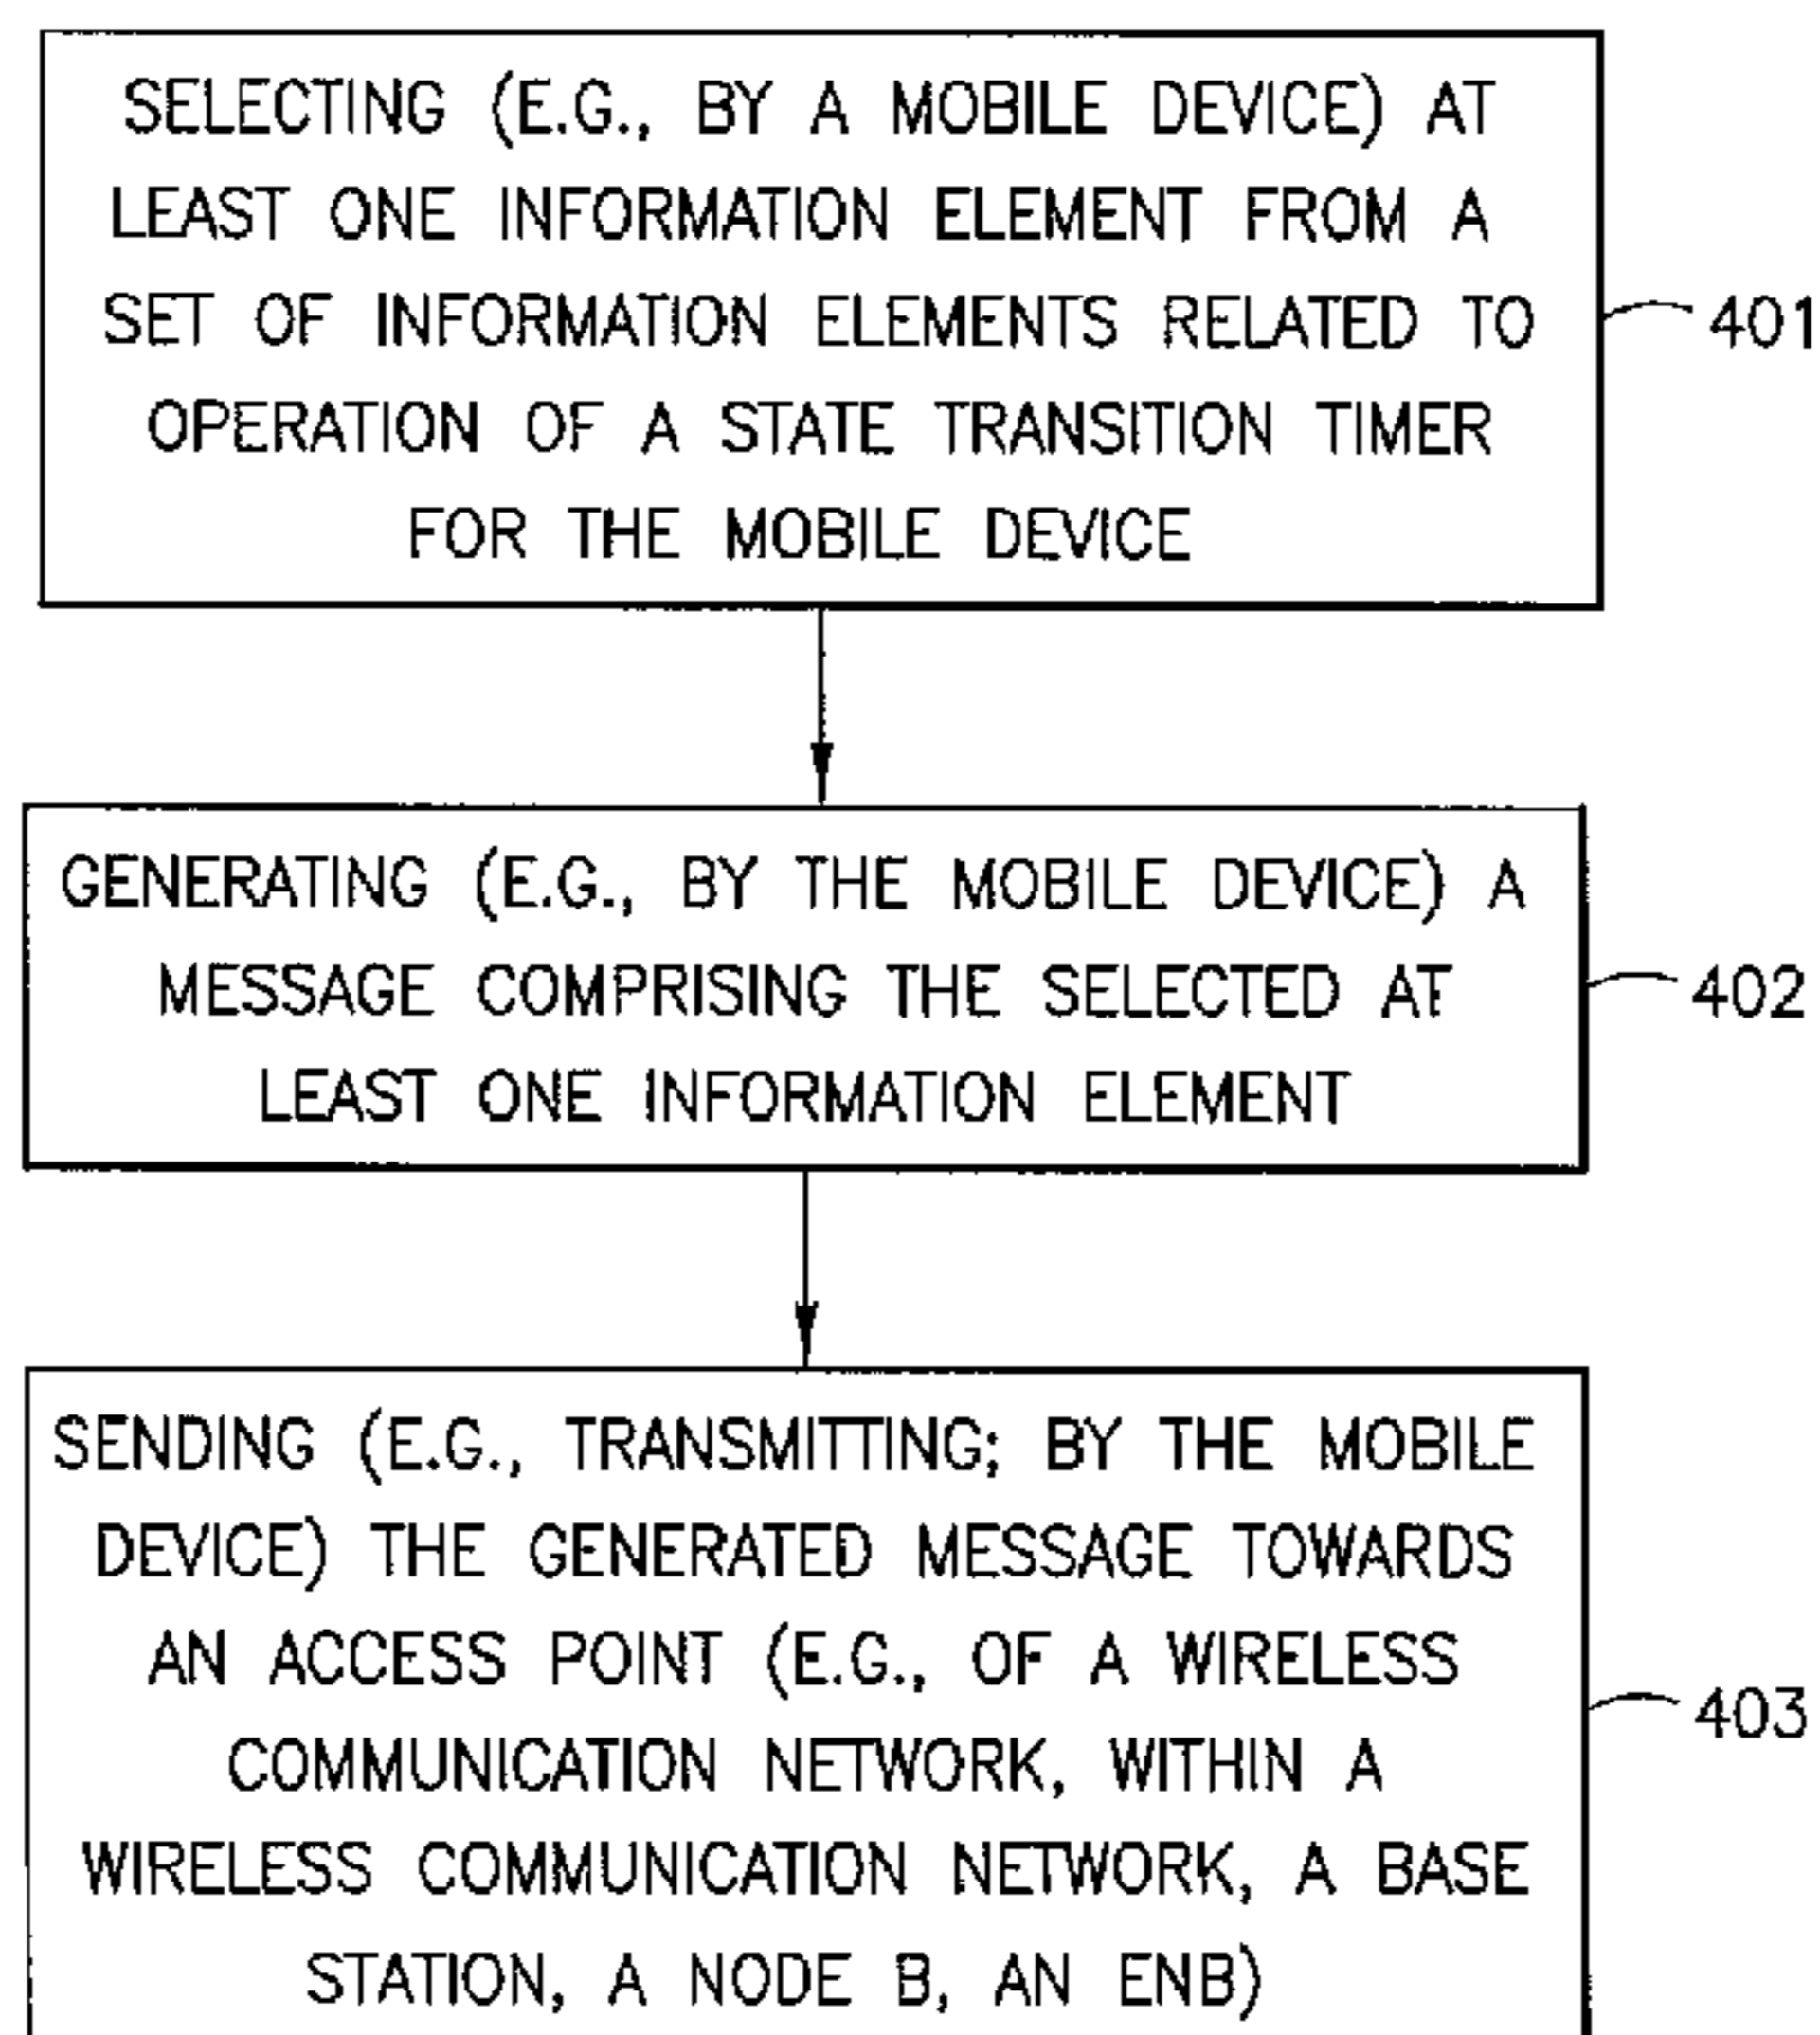 SELECTING (E.G., BY A MOBILE DEVICE) AT
LEAST ONE INFORMATION ELEMENT FROM A
SET OF INFORMATION ELEMENTS RELATED TO
OPERATION OF A STATE TRANSITION TIMER
FOR THE MOBILE DEVICE
401
GENERATING (E.G., BY THE MOBILE DEVICE) A
MESSAGE COMPRISING THE SELECTED AT
LEAST ONE INFORMATION ELEMENT
402
SENDING (E.G., TRANSMITTING; BY THE MOBILE
DEVICE) THE GENERATED MESSAGE TOWARDS
AN ACCESS POINT (E.G., OF A WIRELESS
COMMUNICATION NETWORK, WITHIN A
WIRELESS COMMUNICATION NETWORK, A BASE
STATION, A NODE B, AN ENB)
403